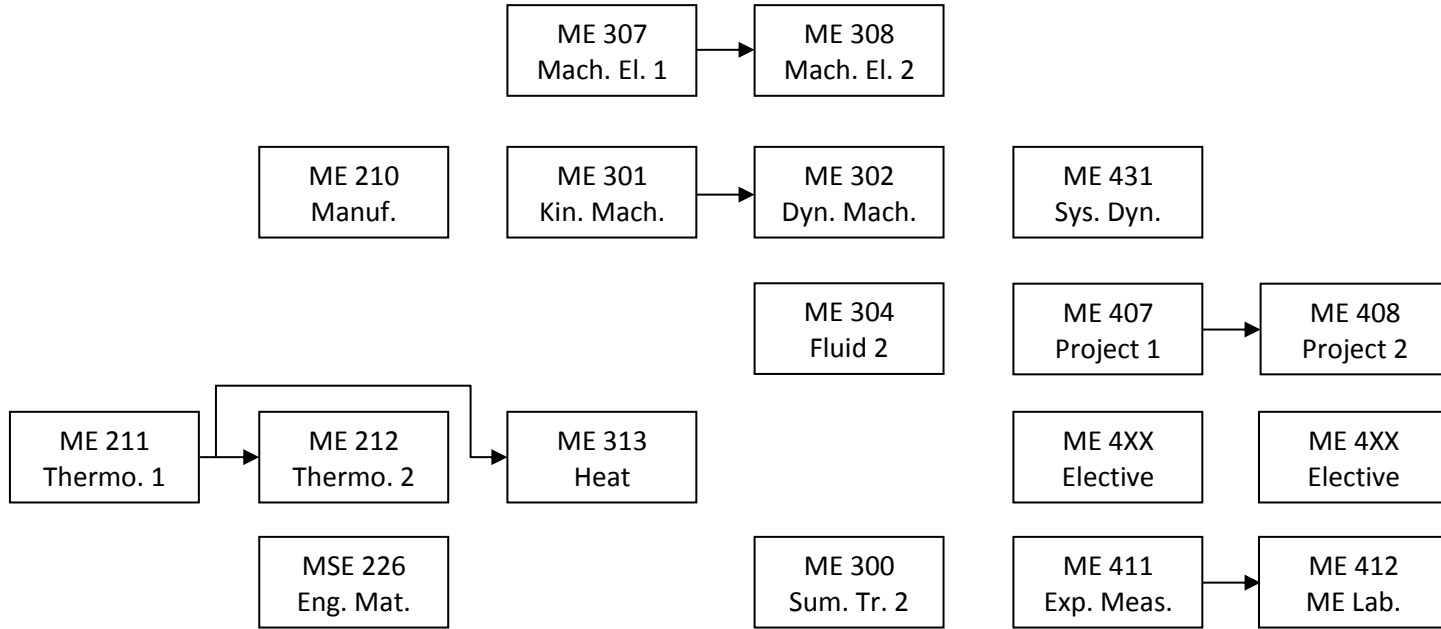 ME 307
Mach. El. 1
ME 308
Mach. El. 2
ME 210
Manuf.
ME 301
Kin. Mach.
ME 302
Dyn. Mach.
ME 431
Sys. Dyn.
ME 304
Fluid 2
ME 407
Project 1
ME 408
Project 2
ME 211
Thermo. 1
ME 212
Thermo. 2
ME 313
Heat
ME 4XX
Elective
ME 4XX
Elective
MSE 226
Eng. Mat.
ME 300
Sum. Tr. 2
ME 411
Exp. Meas.
ME 412
ME Lab.